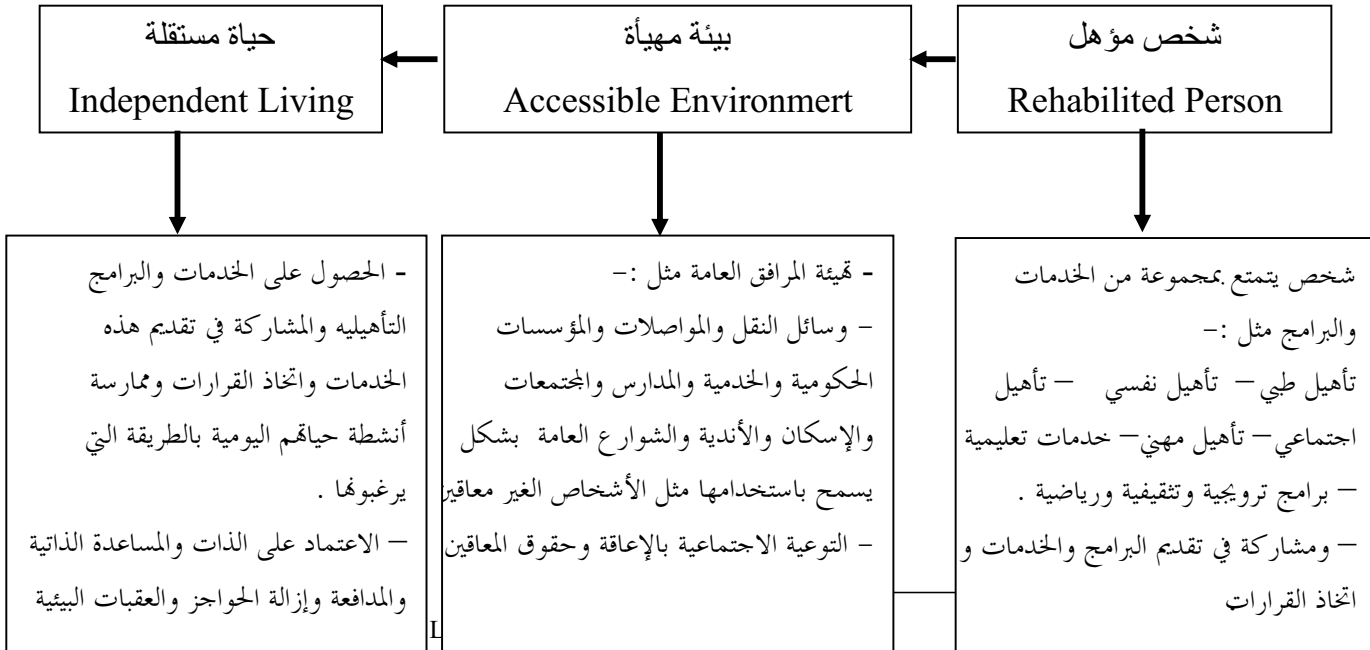 شخص مؤهل
Rehabilited Person
بيئة مهيأة
Accessible Environmert
حياة مستقلة
Independent Living
شخص يتمتع بمجموعة من الخدمات
والبرامج مثل :–
تأهيل طبي – تأهيل نفسي – تأهيل
اجتماعي – تأهيل مهني – خدمات تعليمية
– برامج ترويجية وتثقيفية ورياضية .
– ومشاركة في تقديم البرامج والخدمات و
اتخاذ القرارات
- تهيئة المرافق العامة مثل :–
– وسائل النقل والمواصلات والمؤسسات
الحكومية والخدمية والمدارس والمجتمعات
والإسكان والأندية والشوارع العامة بشكل
يسمح باستخدامها مثل الأشخاص الغير معاقين
– التوعية الاجتماعية بالإعاقة وحقوق المعاقين
- الحصول على الخدمات والبرامج
التأهيليه والمشاركة في تقديم هذه
الخدمات واتخاذ القرارات وممارسة
أنشطة حياتهم اليومية بالطريقة التي
يرغبونها .
– الاعتماد على الذات والمساعدة الذاتية
والمدافعة وإزالة الحواجز والعقبات البيئية